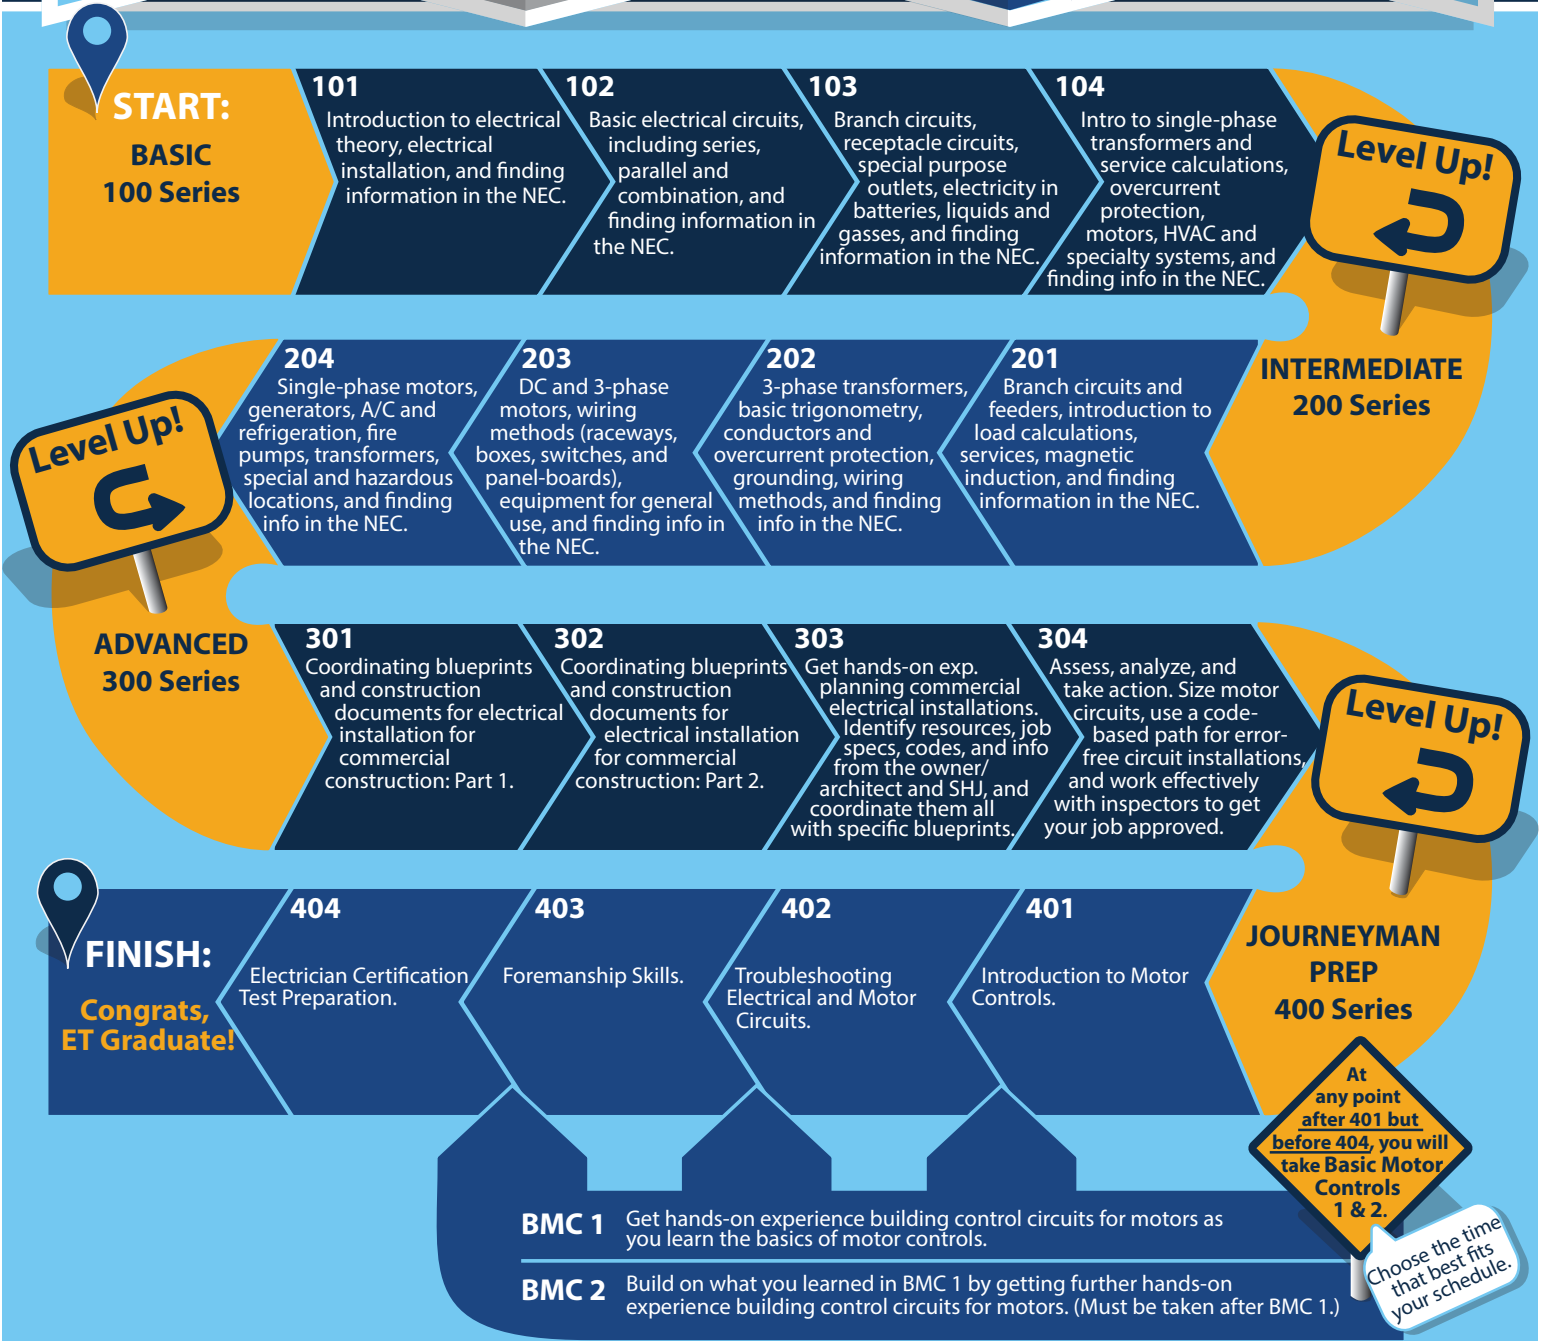 START:
BASIC
100 Series
101
Introduction to electrical
theory, electrical
installation, and finding
information in the NEC.
102
Basic electrical circuits,
including series,
parallel and
combination, and
finding information in
the NEC.
103
Branch circuits,
receptacle circuits,
special purpose
outlets, electricity in
batteries, liquids and
gasses, and finding
information in the NEC.
104
Intro to single-phase
transformers and
service calculations,
overcurrent
protection,
motors, HVAC and
specialty systems, and
finding info in the NEC.
Level Up!
INTERMEDIATE
200 Series
201
Branch circuits and
feeders, introduction to
load calculations,
services, magnetic
induction, and finding
information in the NEC.
202
3-phase transformers,
basic trigonometry,
conductors and
overcurrent protection,
grounding, wiring
methods, and finding
info in the NEC.
203
DC and 3-phase
motors, wiring
methods (raceways,
boxes, switches, and
panel-boards),
equipment for general
use, and finding info in
the NEC.
204
Single-phase motors,
generators, A/C and
refrigeration, fire
pumps, transformers,
special and hazardous
locations, and finding
info in the NEC.
Level Up!
ADVANCED
300 Series
301
Coordinating blueprints
and construction
documents for electrical
installation for
commercial
construction: Part 1.
302
Coordinating blueprints
and construction
documents for
electrical installation
for commercial
construction: Part 2.
303
Get hands-on exp.
planning commercial
electrical installations.
Identify resources, job
specs, codes, and info
from the owner/
architect and SHJ, and
coordinate them all
with specific blueprints.
304
Assess, analyze, and
take action. Size motor
circuits, use a code-
based path for error-
free circuit installations,
and work effectively
with inspectors to get
your job approved.
Level Up!
JOURNEYMAN
PREP
400 Series
401
Introduction to Motor
Controls.
402
Troubleshooting
Electrical and Motor
Circuits.
403
Foremanship Skills.
404
Electrician Certification
Test Preparation.
FINISH:
Congrats,
ET Graduate!
At
any point
after 401 but
before 404, you will
take Basic Motor
Controls
1 & 2.
Choose the time
that best fits
your schedule.
BMC 1
Get hands-on experience building control circuits for motors as
you learn the basics of motor controls.
BMC 2
Build on what you learned in BMC 1 by getting further hands-on
experience building control circuits for motors. (Must be taken after BMC 1.)